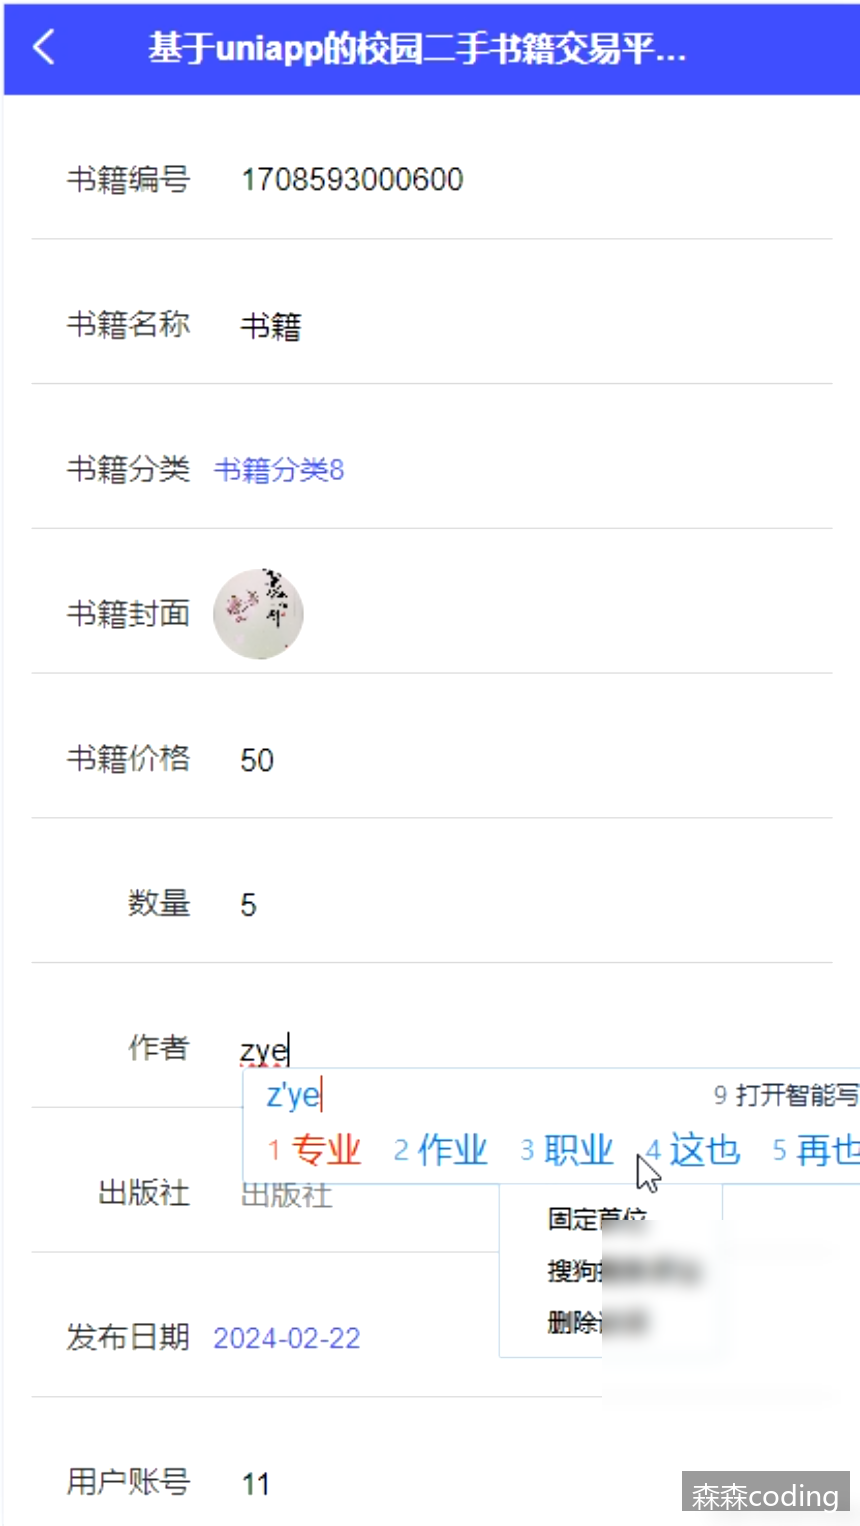 基于uniapp的校园二手书籍交易平...
书籍编号 1708593000600
书籍名称 书籍
书籍分类 书籍分类8
书籍封面
书籍价格 50
数量 5
作者 zye
z'ye 9 打开智能写
1 专业 2 作业 3 职业 4 这也 5 再也
出版社 出版社
固定首位
搜狗
删除
发布日期 2024-02-22
用户账号 11
森森coding